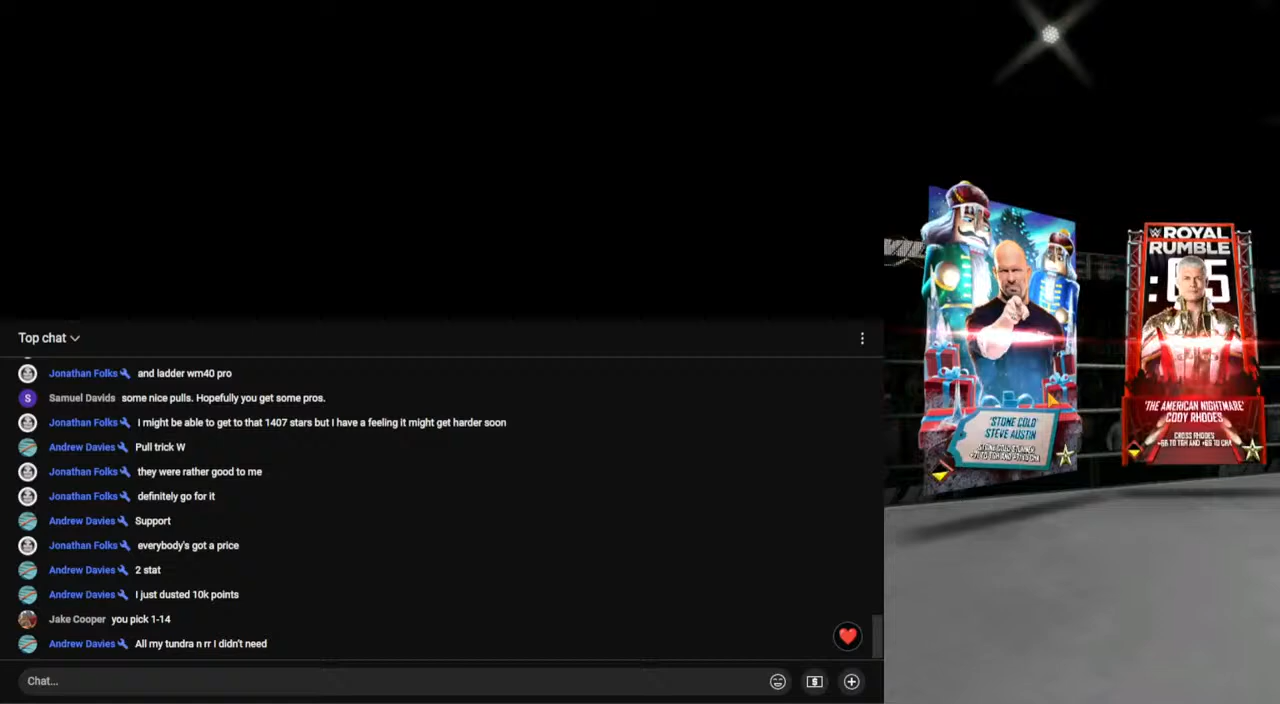 Top chat
Jonathan Folks and ladder wm40 pro
S Samuel Davids some nice pulls. Hopefully you get some pros.
Jonathan Folks I might be able to get to that 1407 stars but I have a feeling it might get harder soon
Andrew Davies Pull trick W
Jonathan Folks they were rather good to me
Jonathan Folks definitely go for it
Andrew Davies Support
Jonathan Folks everybody's got a price
Andrew Davies 2 stat
Andrew Davies I just dusted 10k points
Jake Cooper you pick 1-14
Andrew Davies All my tundra n rr I didn't need
Chat...
'STONE COLD'
STEVE AUSTIN
ROYAL
RUMBLE
'THE AMERICAN NIGHTMARE'
CODY RHODES
CROSS RHODES